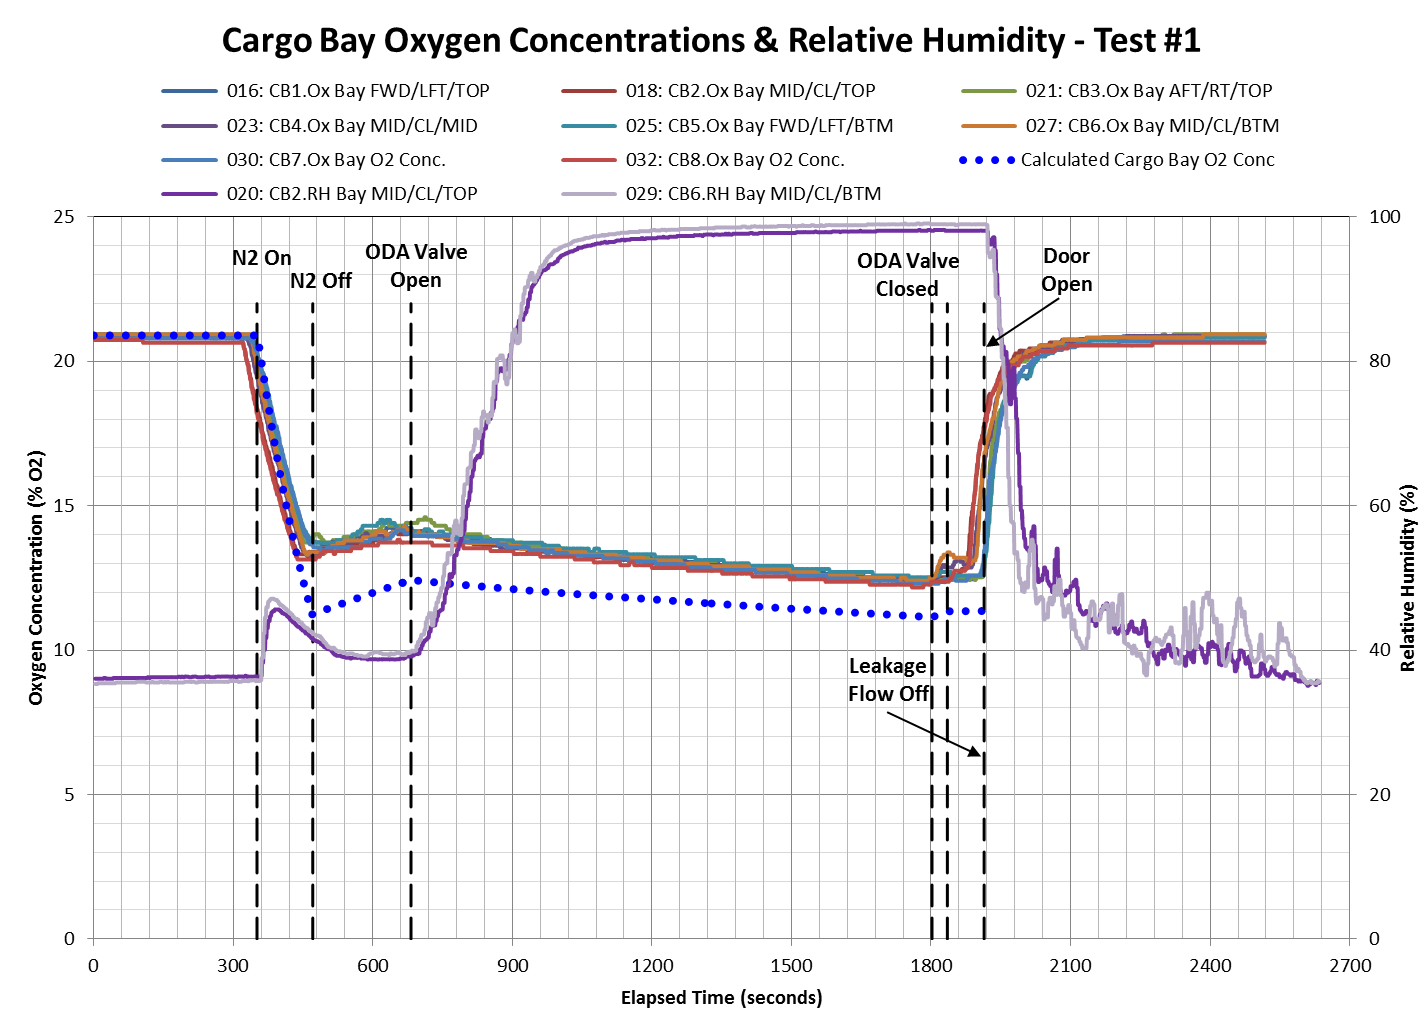 Cargo Bay Oxygen Concentrations & Relative Humidity - Test #1
016: CB1.Ox Bay FWD/LFT/TOP
018: CB2.Ox Bay MID/CL/TOP
021: CB3.Ox Bay AFT/RT/TOP
023: CB4.Ox Bay MID/CL/MID
025: CB5.Ox Bay FWD/LFT/BTM
027: CB6.Ox Bay MID/CL/BTM
030: CB7.Ox Bay O2 Conc.
032: CB8.Ox Bay O2 Conc.
Calculated Cargo Bay O2 Conc
020: CB2.RH Bay MID/CL/TOP
029: CB6.RH Bay MID/CL/BTM
25
20
15
10
5
0
Oxygen Concentration (% O2)
N2 On
N2 Off
ODA Valve
Open
ODA Valve
Closed
Door
Open
Leakage
Flow Off
100
80
60
40
20
0
Relative Humidity (%)
0
300
600
900
1200
1500
1800
2100
2400
2700
Elapsed Time (seconds)